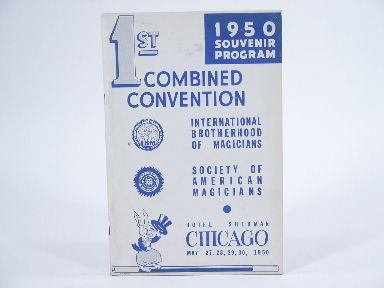 1ST
1950
SOUVENIR
PROGRAM
COMBINED
CONVENTION
INTERNATIONAL
BROTHERHOOD
OF MAGICIANS
SOCIETY OF
AMERICAN
MAGICIANS
HOTEL SHERMAN
CHICAGO
MAY 27, 28, 29, 30, 1950